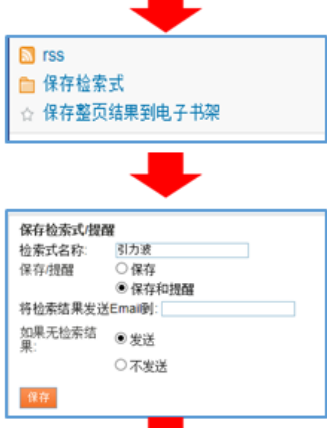 rss
保存检索式
保存整页结果到电子书架
保存检索式/提醒
检索式名称: 引力波
保存/提醒 保存
保存和提醒
将检索结果发送Email到:
如果无检索结果: 发送
不发送
保存